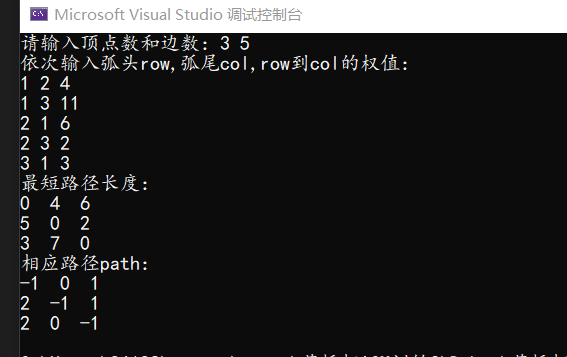 Microsoft Visual Studio 调试控制台
请输入顶点数和边数: 3 5
依次输入弧头row,弧尾col,row到col的权值:
1 2 4
1 3 11
2 1 6
2 3 2
3 1 3
最短路径长度:
0 4 6
5 0 2
3 7 0
相应路径path:
-1 0 1
2 -1 1
2 0 -1